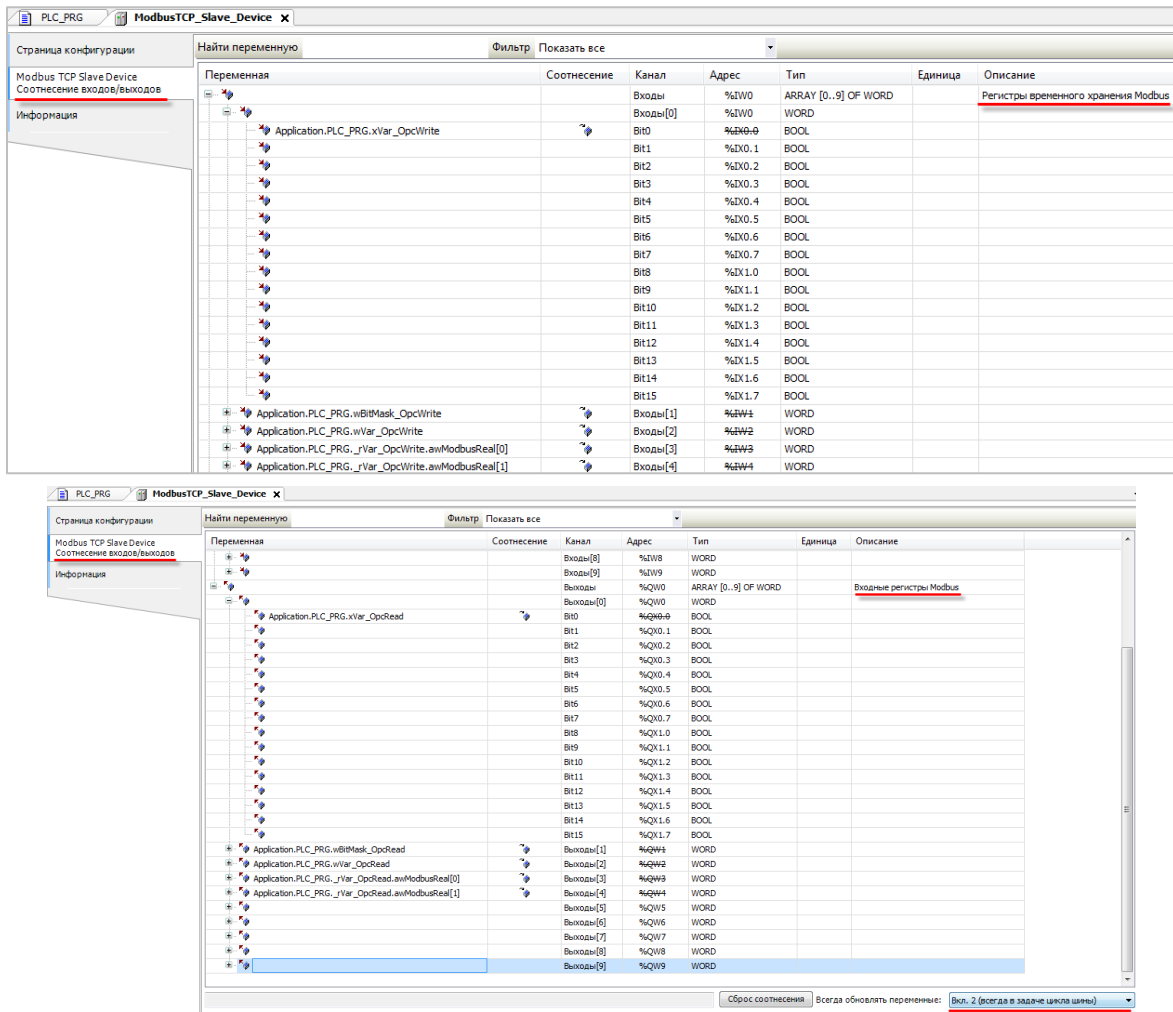 PLC_PRG ModbusTCP_Slave_Device X
Страница конфигурации
Modbus TCP Slave Device
Соотнесение входов/выходов
Информация
Найти переменную Фильтр Показать все
Переменная Соотнесение Канал Адрес Тип Единица Описание
Входы %IW0 ARRAY [0..9] OF WORD Регистры временного хранения Modbus
Входы[0] %IW0 WORD
Application.PLC_PRG.xVar_OpcWrite Bit0 %IX0.0 BOOL
Bit1 %IX0.1 BOOL
Bit2 %IX0.2 BOOL
Bit3 %IX0.3 BOOL
Bit4 %IX0.4 BOOL
Bit5 %IX0.5 BOOL
Bit6 %IX0.6 BOOL
Bit7 %IX0.7 BOOL
Bit8 %IX1.0 BOOL
Bit9 %IX1.1 BOOL
Bit10 %IX1.2 BOOL
Bit11 %IX1.3 BOOL
Bit12 %IX1.4 BOOL
Bit13 %IX1.5 BOOL
Bit14 %IX1.6 BOOL
Bit15 %IX1.7 BOOL
Application.PLC_PRG.wBitMask_OpcWrite Входы[1] %IW1 WORD
Application.PLC_PRG.wVar_OpcWrite Входы[2] %IW2 WORD
Application.PLC_PRG._rVar_OpcWrite.awModbusReal[0] Входы[3] %IW3 WORD
Application.PLC_PRG._rVar_OpcWrite.awModbusReal[1] Входы[4] %IW4 WORD
PLC_PRG ModbusTCP_Slave_Device X
Страница конфигурации
Modbus TCP Slave Device
Соотнесение входов/выходов
Информация
Найти переменную Фильтр Показать все
Переменная Соотнесение Канал Адрес Тип Единица Описание
Входы[8] %IW8 WORD
Входы[9] %IW9 WORD
Выходы %QW0 ARRAY [0..9] OF WORD Входные регистры Modbus
Выходы[0] %QW0 WORD
Application.PLC_PRG.xVar_OpcRead Bit0 %QX0.0 BOOL
Bit1 %QX0.1 BOOL
Bit2 %QX0.2 BOOL
Bit3 %QX0.3 BOOL
Bit4 %QX0.4 BOOL
Bit5 %QX0.5 BOOL
Bit6 %QX0.6 BOOL
Bit7 %QX0.7 BOOL
Bit8 %QX1.0 BOOL
Bit9 %QX1.1 BOOL
Bit10 %QX1.2 BOOL
Bit11 %QX1.3 BOOL
Bit12 %QX1.4 BOOL
Bit13 %QX1.5 BOOL
Bit14 %QX1.6 BOOL
Bit15 %QX1.7 BOOL
Application.PLC_PRG.wBitMask_OpcRead Выходы[1] %QW1 WORD
Application.PLC_PRG.wVar_OpcRead Выходы[2] %QW2 WORD
Application.PLC_PRG._rVar_OpcRead.awModbusReal[0] Выходы[3] %QW3 WORD
Application.PLC_PRG._rVar_OpcRead.awModbusReal[1] Выходы[4] %QW4 WORD
Выходы[5] %QW5 WORD
Выходы[6] %QW6 WORD
Выходы[7] %QW7 WORD
Выходы[8] %QW8 WORD
Выходы[9] %QW9 WORD
Сброс соотнесения Всегда обновлять переменные: Вкл. 2 (всегда в задаче цикла шины)